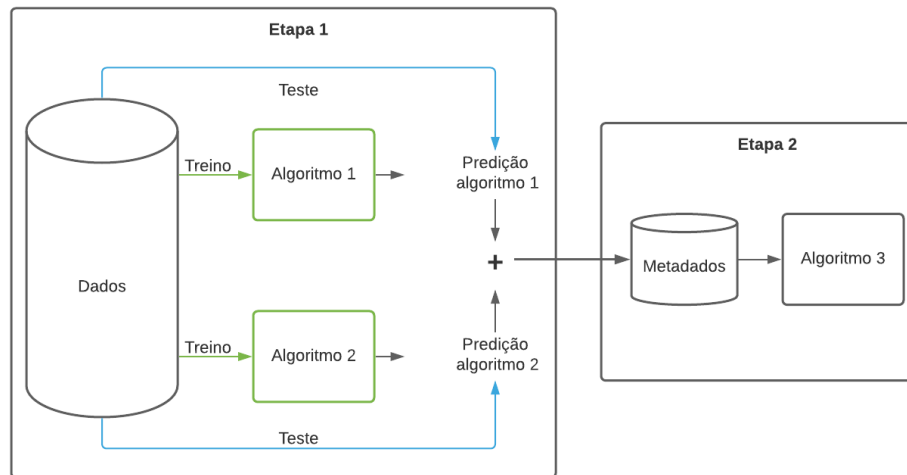 Etapa 1
Teste
Treino
Algoritmo 1
Predição
algoritmo 1
Dados
+
Treino
Algoritmo 2
Predição
algoritmo 2
Teste
Etapa 2
Metadados
Algoritmo 3